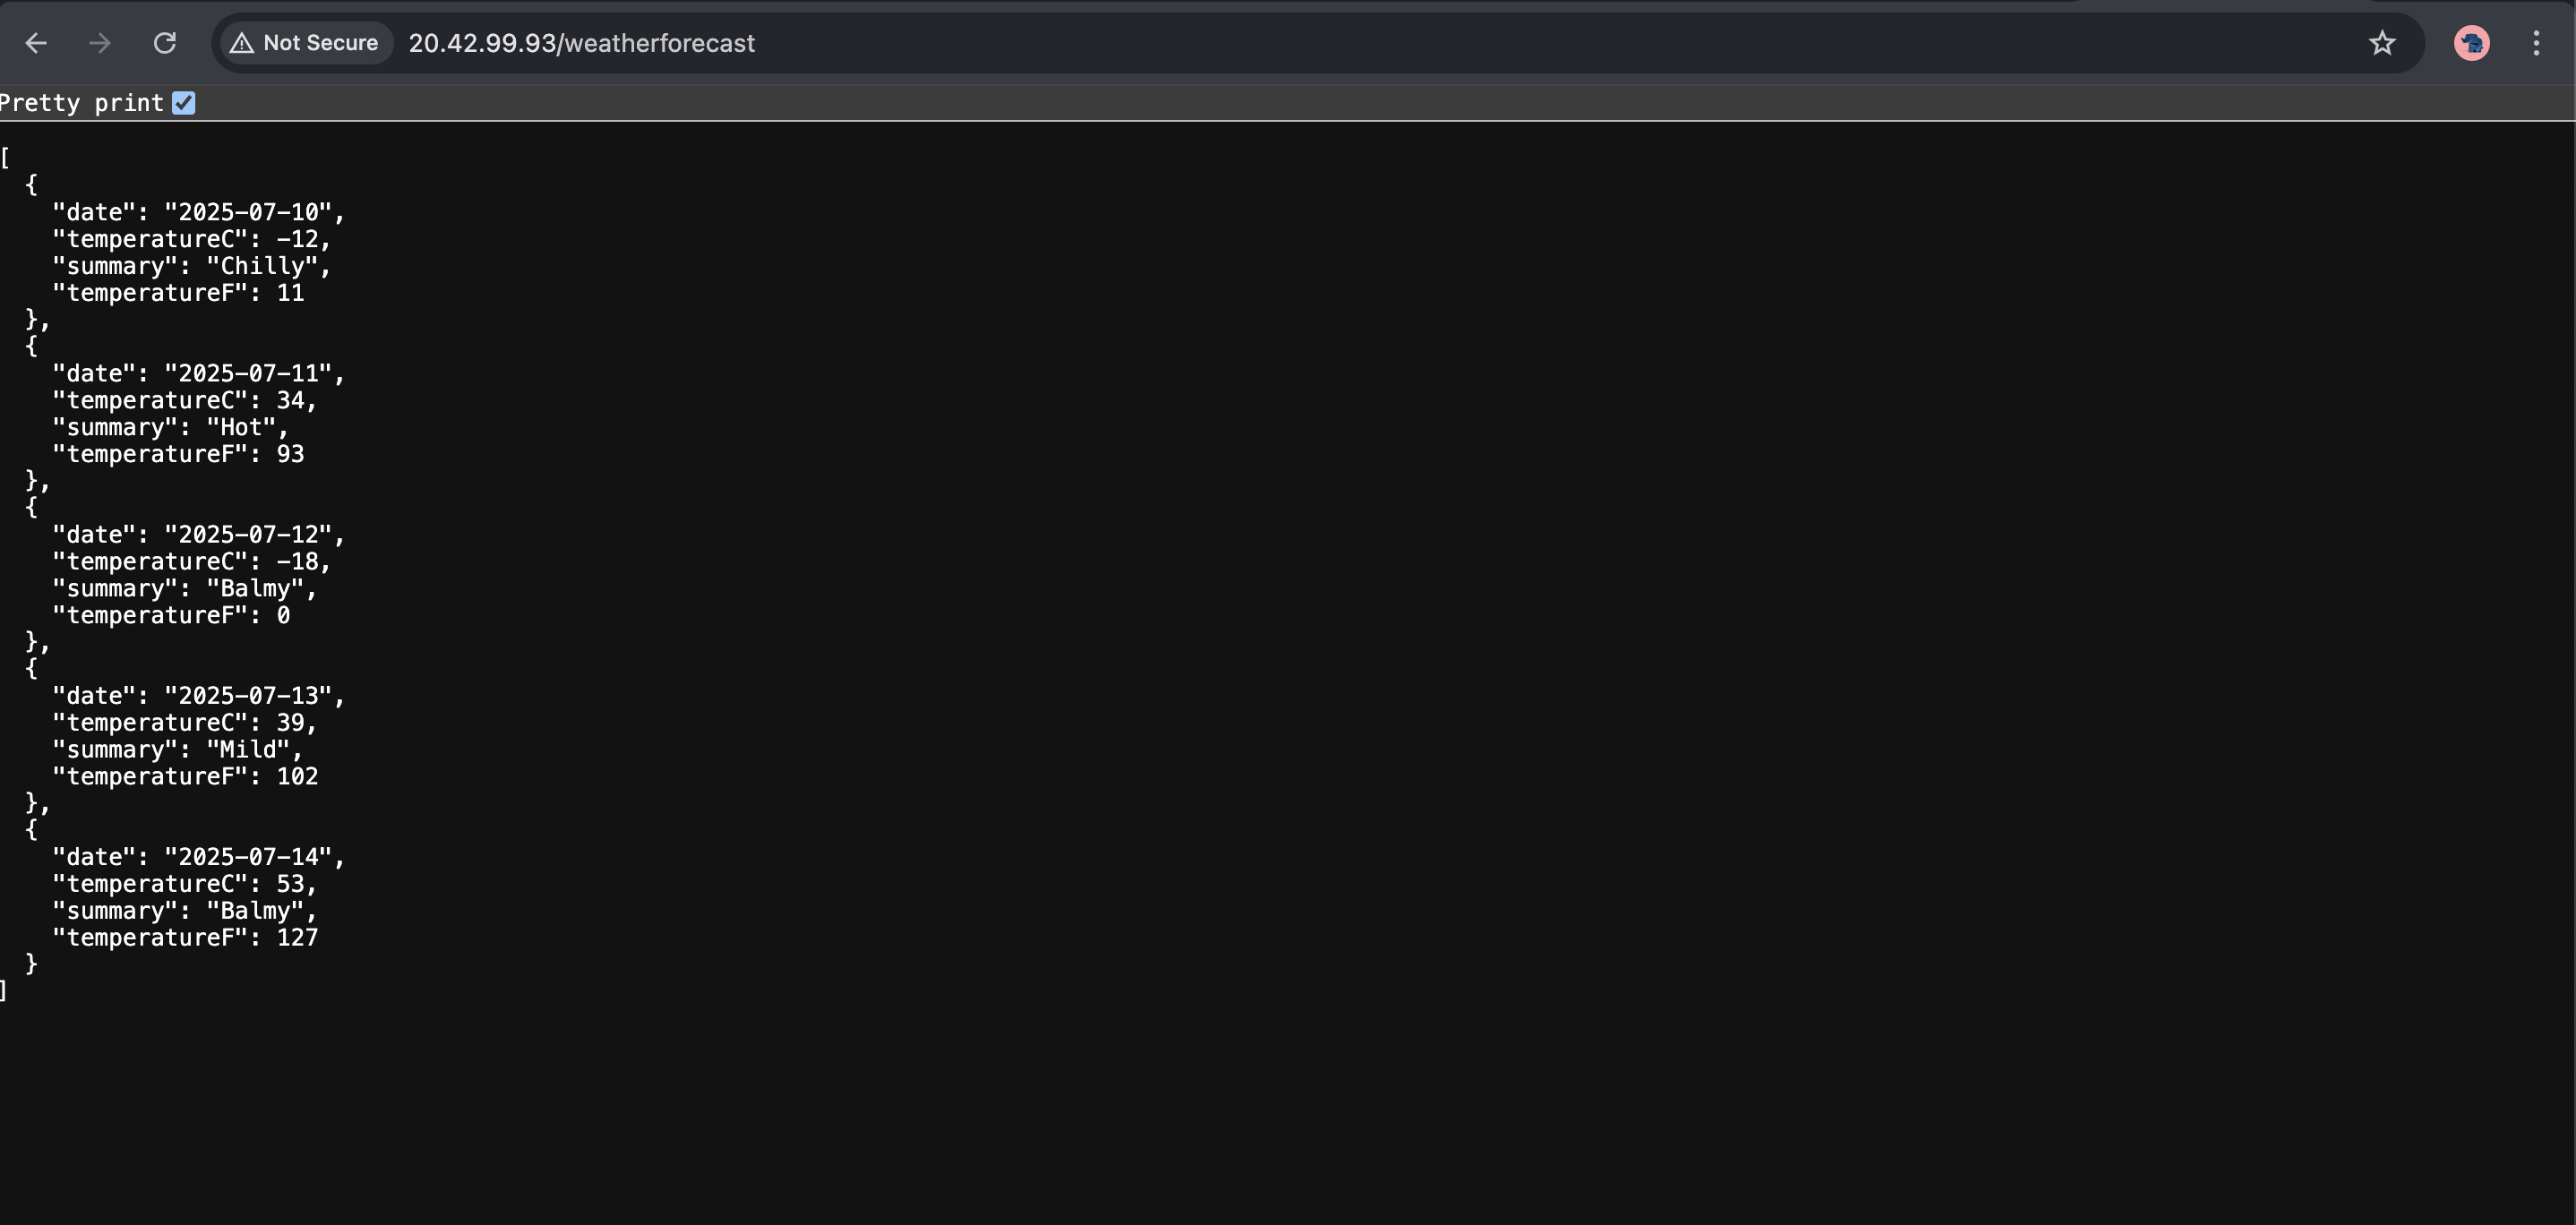 Not Secure 20.42.99.93/weatherforecast
Pretty print
[
  {
    "date": "2025-07-10",
    "temperatureC": -12,
    "summary": "Chilly",
    "temperatureF": 11
  },
  {
    "date": "2025-07-11",
    "temperatureC": 34,
    "summary": "Hot",
    "temperatureF": 93
  },
  {
    "date": "2025-07-12",
    "temperatureC": -18,
    "summary": "Balmy",
    "temperatureF": 0
  },
  {
    "date": "2025-07-13",
    "temperatureC": 39,
    "summary": "Mild",
    "temperatureF": 102
  },
  {
    "date": "2025-07-14",
    "temperatureC": 53,
    "summary": "Balmy",
    "temperatureF": 127
  }
]